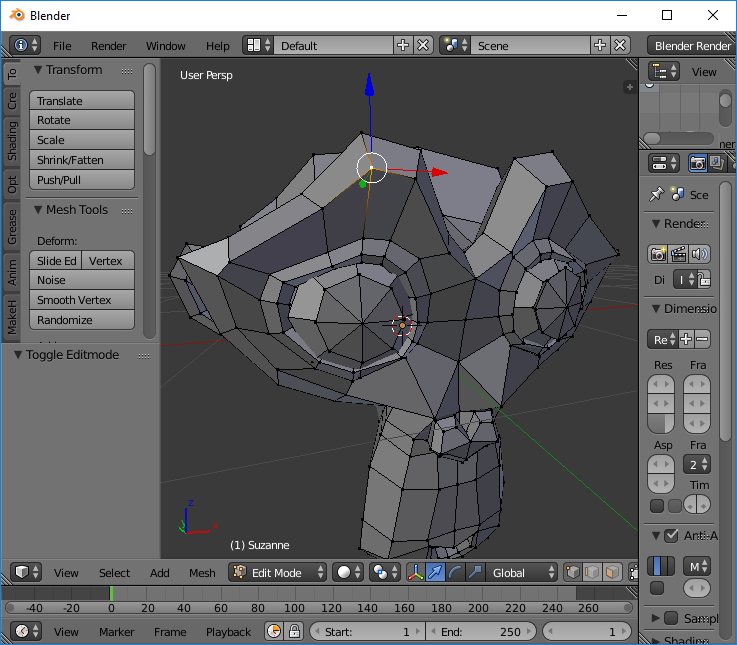 Blender
File Render Window Help Default Scene Blender Render
To
Cre
Shading
Opt
Grease
Anim
MakeH
Transform
Translate
Rotate
Scale
Shrink/Fatten
Push/Pull
Mesh Tools
Deform:
Slide Ed Vertex
Noise
Smooth Vertex
Randomize
Toggle Editmode
User Persp
z
x
(1) Suzanne
View
Sce
Render
Di
Dimensio
Re
Res Fra
Asp Fra
2
Tim
Anti-A
M
Sampl
Shading
View Select Add Mesh Edit Mode Global
-40 -20 0 20 40 60 80 100 120 140 160 180 200 220 240 260
View Marker Frame Playback Start: 1 End: 250 1